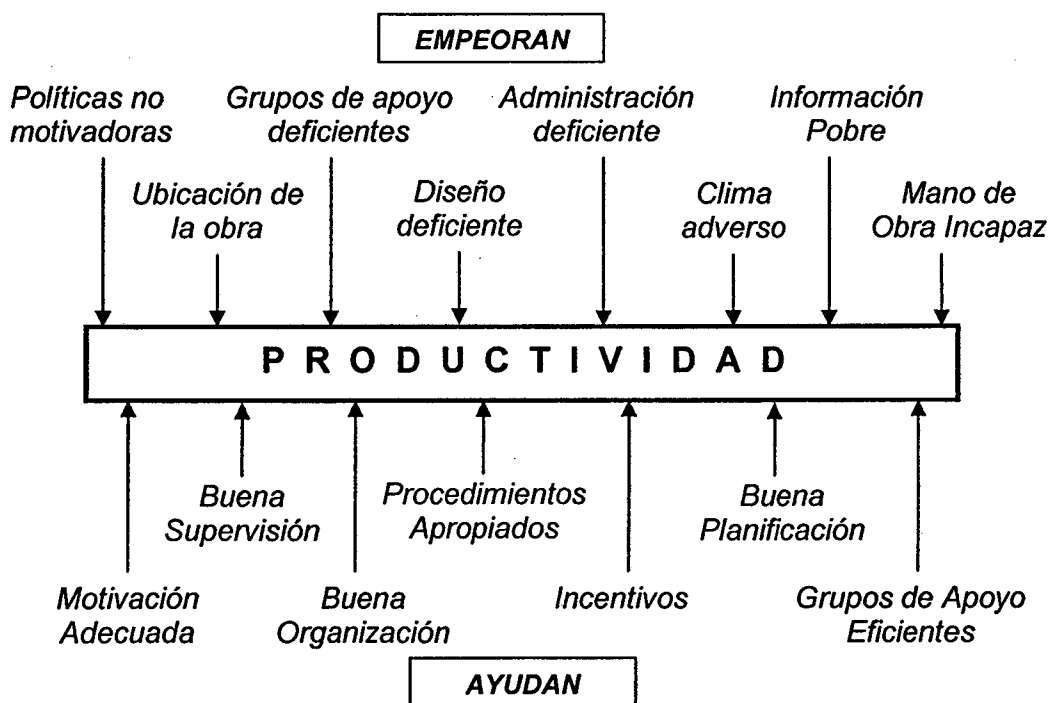 EMPEORAN
Políticas no
motivadoras
Grupos de apoyo
deficientes
Administración
deficiente
Información
Pobre
Ubicación de
la obra
Diseño
deficiente
Clima
adverso
Mano de
Obra Incapaz
PRODUCTIVIDAD
Buena
Supervisión
Procedimientos
Apropiados
Buena
Planificación
Motivación
Adecuada
Buena
Organización
Incentivos
Grupos de Apoyo
Eficientes
AYUDAN